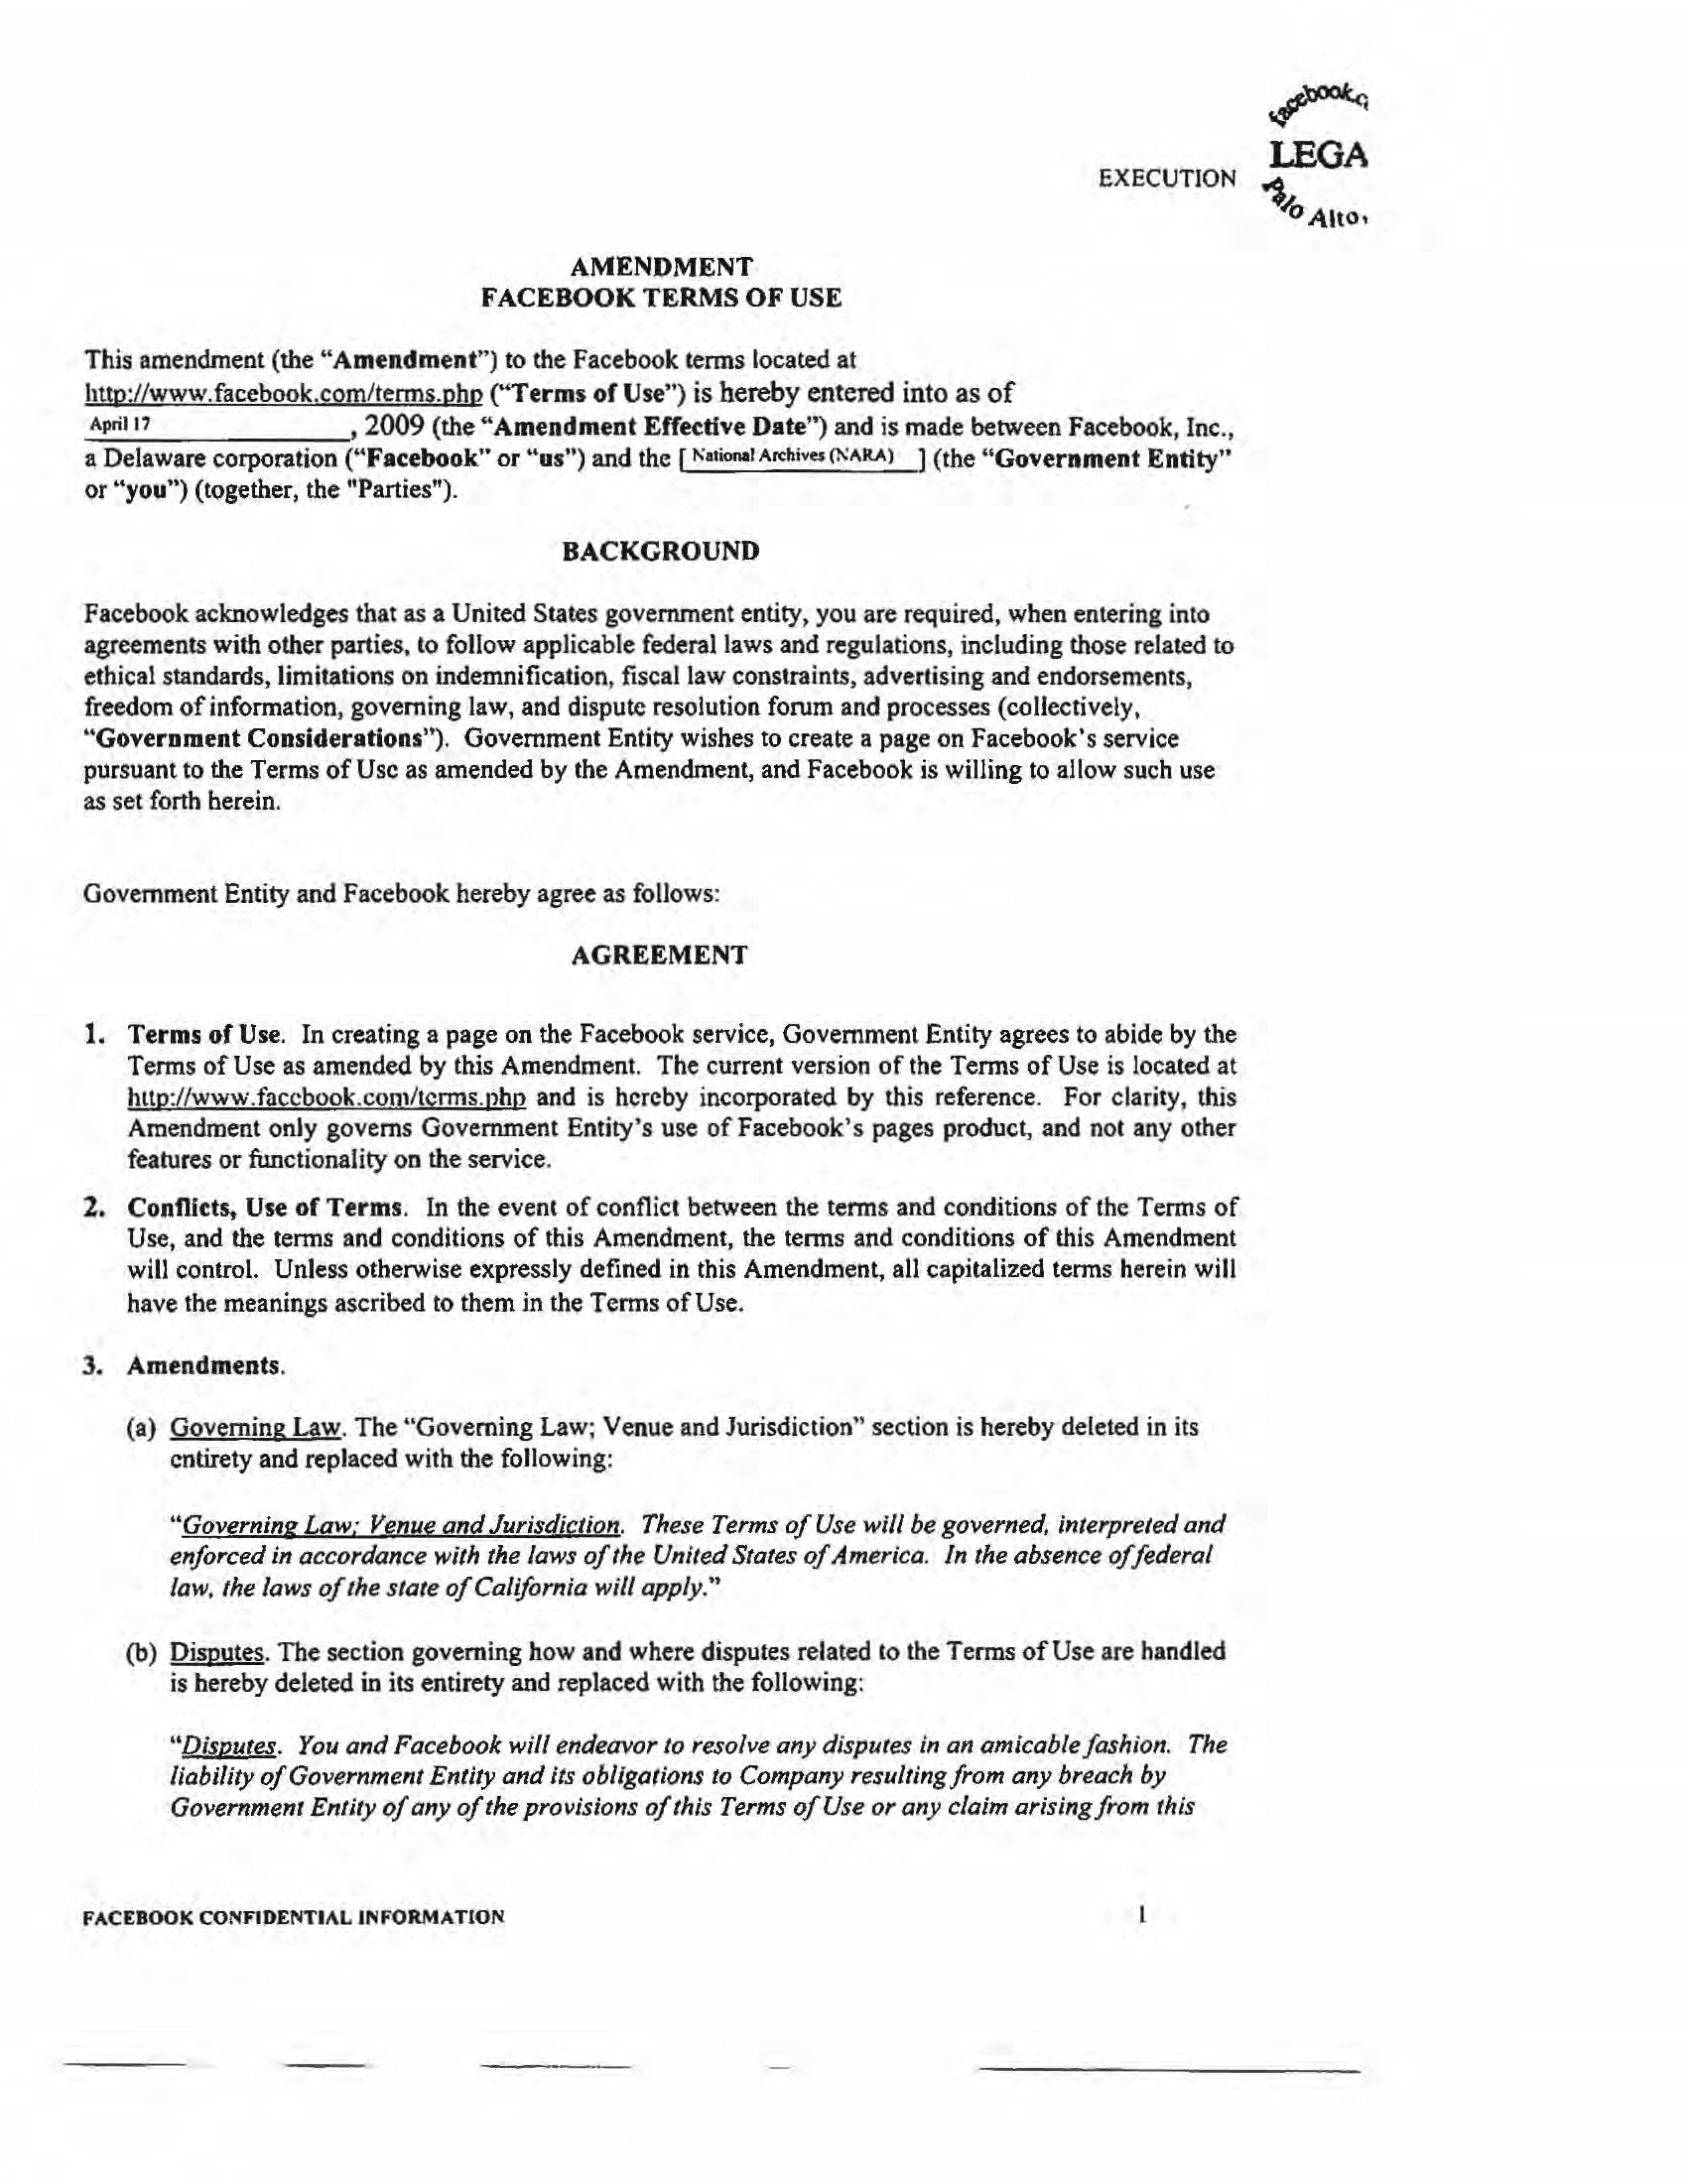 facebook.c
LEGA
EXECUTION
Palo Alto,
AMENDMENT
FACEBOOK TERMS OF USE
This amendment (the “Amendment”) to the Facebook terms located at
http://www.facebook.com/terms.php (“Terms of Use”) is hereby entered into as of
April 17 , 2009 (the “Amendment Effective Date”) and is made between Facebook, Inc.,
a Delaware corporation (“Facebook” or “us”) and the [ National Archives (NARA) ] (the “Government Entity”
or “you”) (together, the "Parties").
BACKGROUND
Facebook acknowledges that as a United States government entity, you are required, when entering into
agreements with other parties, to follow applicable federal laws and regulations, including those related to
ethical standards, limitations on indemnification, fiscal law constraints, advertising and endorsements,
freedom of information, governing law, and dispute resolution forum and processes (collectively,
“Government Considerations”). Government Entity wishes to create a page on Facebook's service
pursuant to the Terms of Use as amended by the Amendment, and Facebook is willing to allow such use
as set forth herein.
Government Entity and Facebook hereby agree as follows:
AGREEMENT
1. Terms of Use. In creating a page on the Facebook service, Government Entity agrees to abide by the
Terms of Use as amended by this Amendment. The current version of the Terms of Use is located at
http://www.facebook.com/terms.php and is hereby incorporated by this reference. For clarity, this
Amendment only governs Government Entity's use of Facebook's pages product, and not any other
features or functionality on the service.
2. Conflicts, Use of Terms. In the event of conflict between the terms and conditions of the Terms of
Use, and the terms and conditions of this Amendment, the terms and conditions of this Amendment
will control. Unless otherwise expressly defined in this Amendment, all capitalized terms herein will
have the meanings ascribed to them in the Terms of Use.
3. Amendments.
(a) Governing Law. The “Governing Law; Venue and Jurisdiction” section is hereby deleted in its
entirety and replaced with the following:
“Governing Law; Venue and Jurisdiction. These Terms of Use will be governed, interpreted and
enforced in accordance with the laws of the United States of America. In the absence of federal
law, the laws of the state of California will apply.”
(b) Disputes. The section governing how and where disputes related to the Terms of Use are handled
is hereby deleted in its entirety and replaced with the following:
“Disputes. You and Facebook will endeavor to resolve any disputes in an amicable fashion. The
liability of Government Entity and its obligations to Company resulting from any breach by
Government Entity of any of the provisions of this Terms of Use or any claim arising from this
FACEBOOK CONFIDENTIAL INFORMATION 1